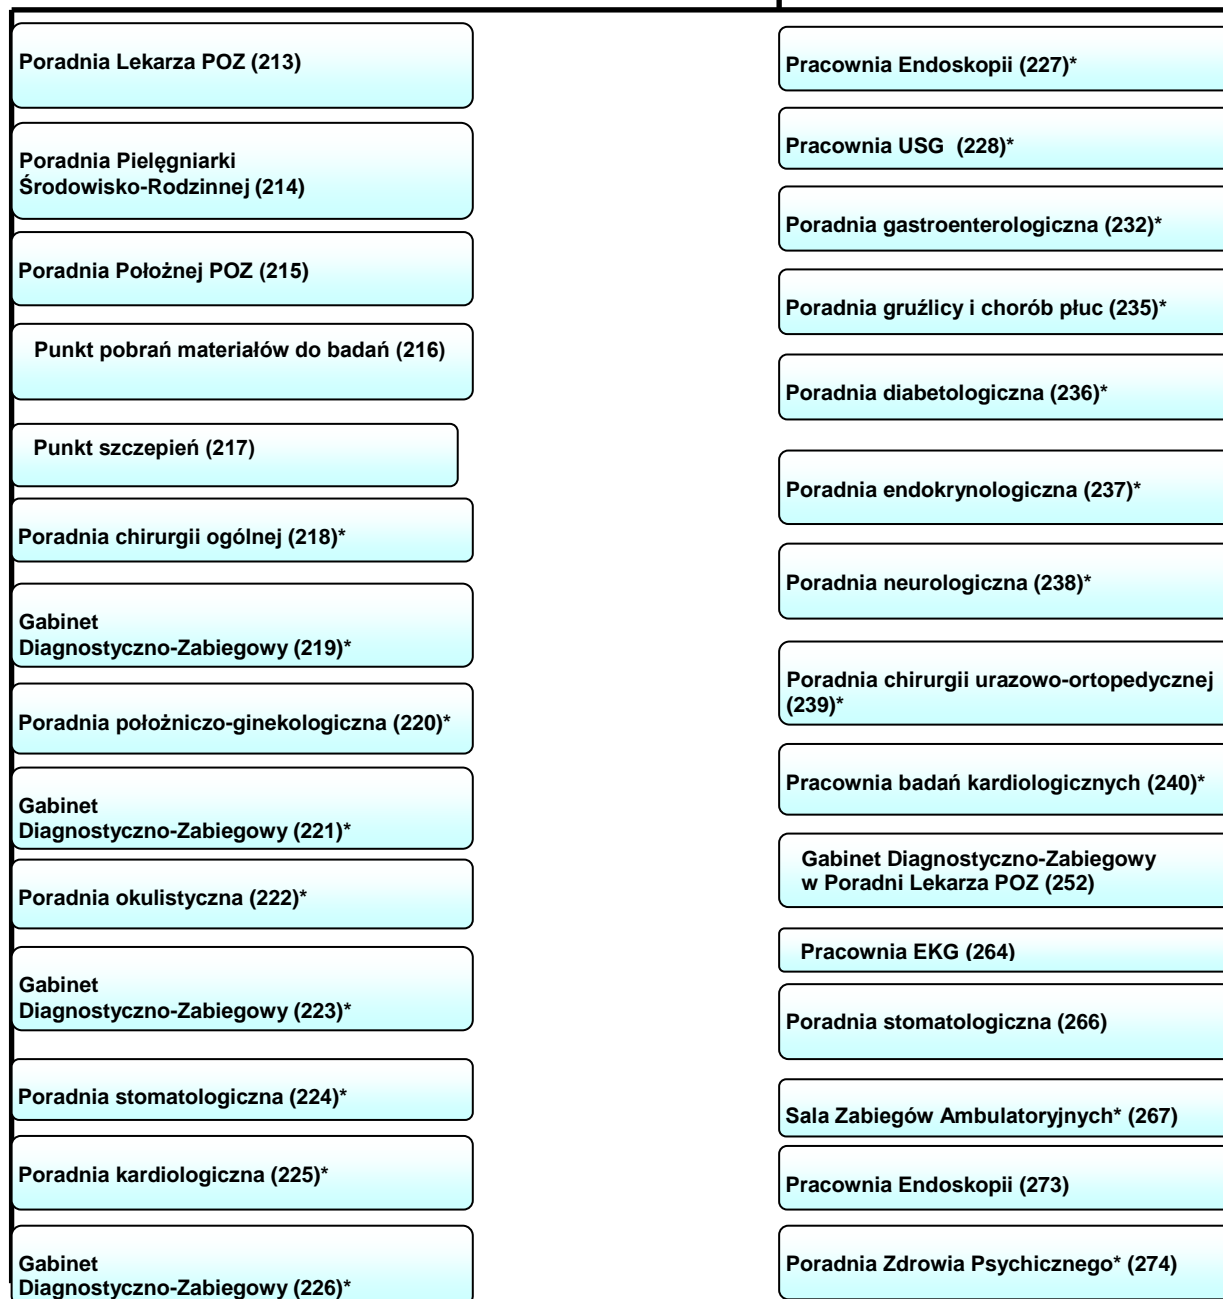 Poradnia Lekarza POZ (213)
Poradnia Pielęgniarki
Środowisko-Rodzinnej (214)
Poradnia Położnej POZ (215)
Punkt pobrań materiałów do badań (216)
Punkt szczepień (217)
Poradnia chirurgii ogólnej (218)*
Gabinet
Diagnostyczno-Zabiegowy (219)*
Poradnia położniczo-ginekologiczna (220)*
Gabinet
Diagnostyczno-Zabiegowy (221)*
Poradnia okulistyczna (222)*
Gabinet
Diagnostyczno-Zabiegowy (223)*
Poradnia stomatologiczna (224)*
Poradnia kardiologiczna (225)*
Gabinet
Diagnostyczno-Zabiegowy (226)*
Pracownia Endoskopii (227)*
Pracownia USG  (228)*
Poradnia gastroenterologiczna (232)*
Poradnia gruźlicy i chorób płuc (235)*
Poradnia diabetologiczna (236)*
Poradnia endokrynologiczna (237)*
Poradnia neurologiczna (238)*
Poradnia chirurgii urazowo-ortopedycznej
(239)*
Pracownia badań kardiologicznych (240)*
Gabinet Diagnostyczno-Zabiegowy
w Poradni Lekarza POZ (252)
Pracownia EKG (264)
Poradnia stomatologiczna (266)
Sala Zabiegów Ambulatoryjnych* (267)
Pracownia Endoskopii (273)
Poradnia Zdrowia Psychicznego* (274)